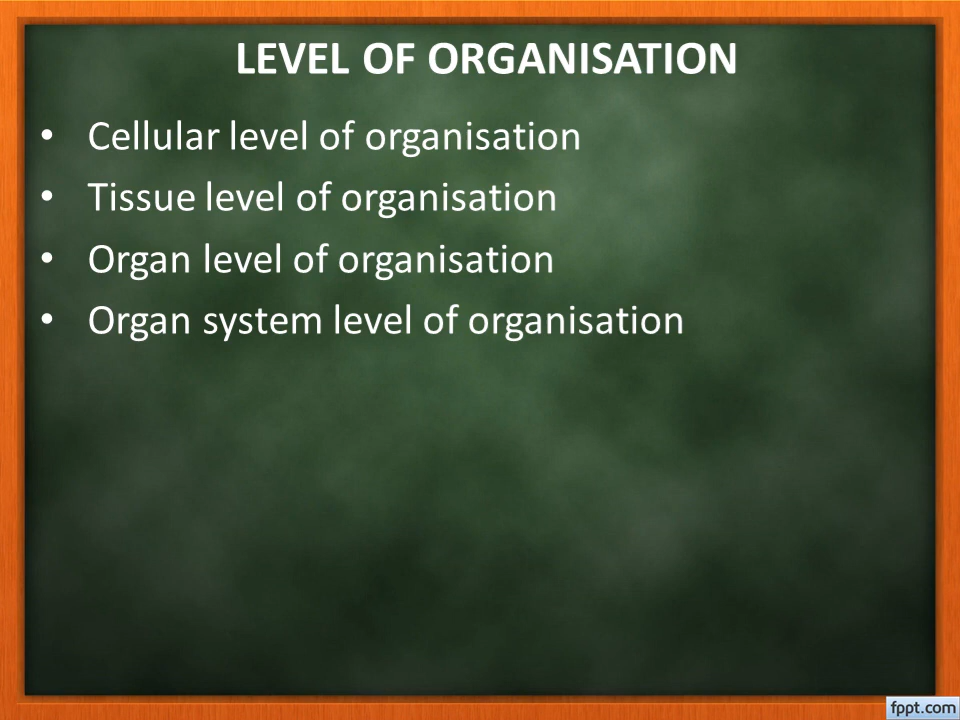 LEVEL OF ORGANISATION
• Cellular level of organisation
• Tissue level of organisation
• Organ level of organisation
• Organ system level of organisation
fppt.com